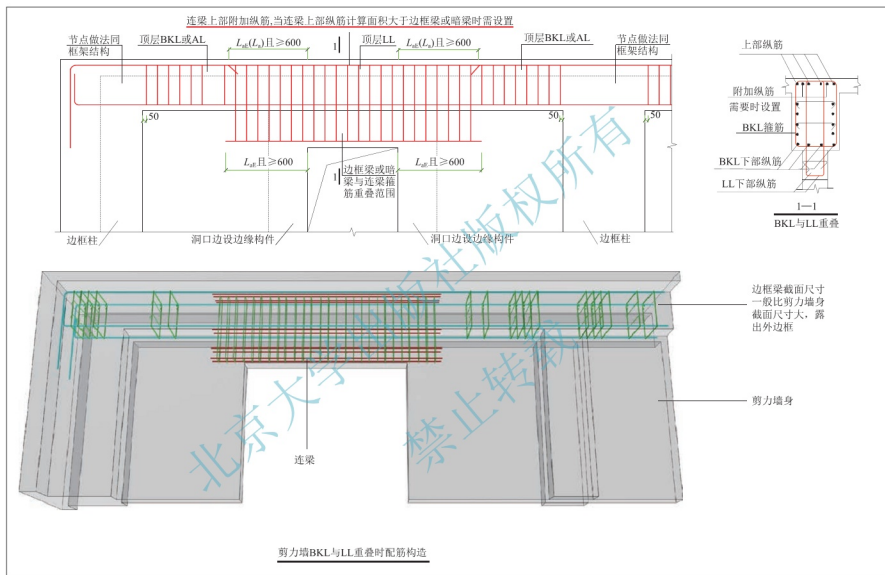 连梁上部附加纵筋,当连梁上部纵筋计算面积大于边框梁或暗梁时需设置
节点做法同
框架结构
顶层BKL或AL
LaE(La)且≥600
1
顶层LL
LaE(La)且≥600
顶层BKL或AL
节点做法同
框架结构
50
50
LaE且≥600
LaE且≥600
1
边框梁或暗
梁与连梁箍
筋重叠范围
边框柱
洞口边设边缘构件
洞口边设边缘构件
边框柱
上部纵筋
附加纵筋
需要时设置
BKL箍筋
BKL下部纵筋
LL下部纵筋
1—1
BKL与LL重叠
边框梁截面尺寸
一般比剪力墙身
截面尺寸大，露
出外边框
剪力墙身
连梁
剪力墙BKL与LL重叠时配筋构造
北京大学出版社版权所有
禁止转载